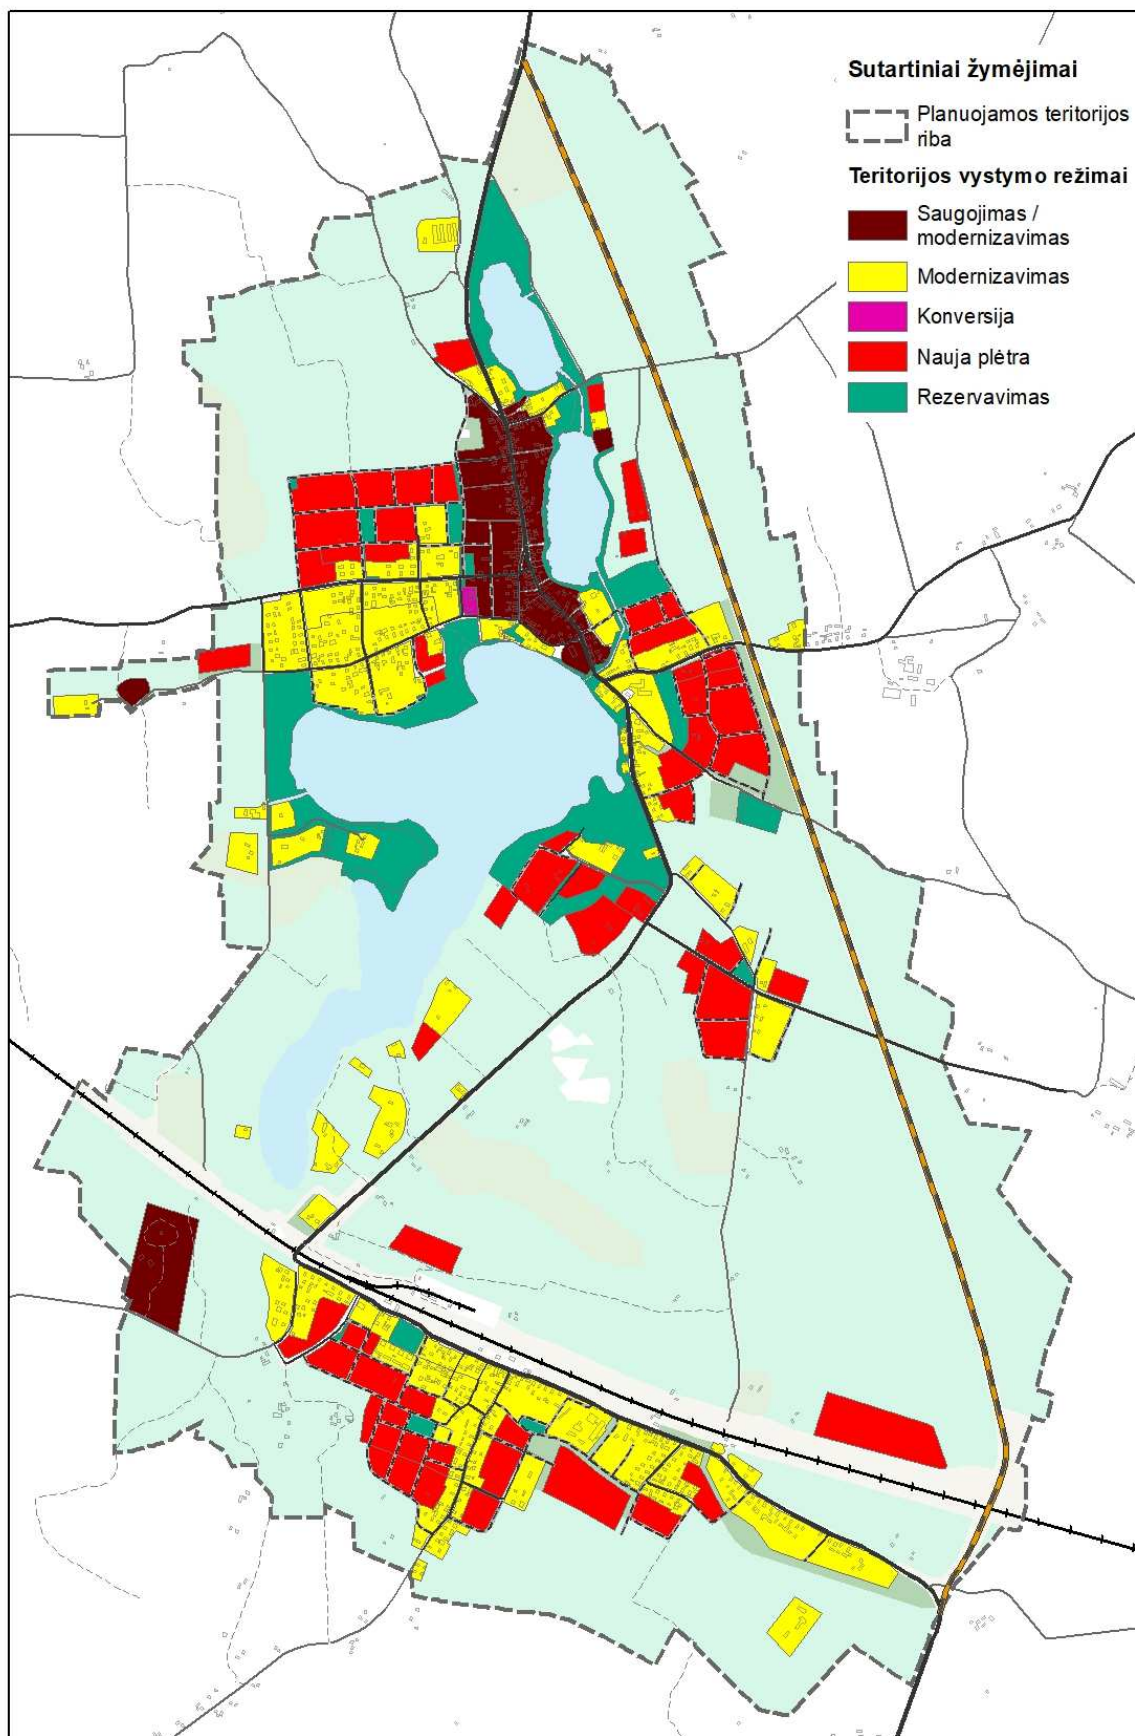 Sutartiniai žymėjimai
Planuojamos teritorijos
riba
Teritorijos vystymo režimai
Saugojimas /
modernizavimas
Modernizavimas
Konversija
Nauja plėtra
Rezervavimas